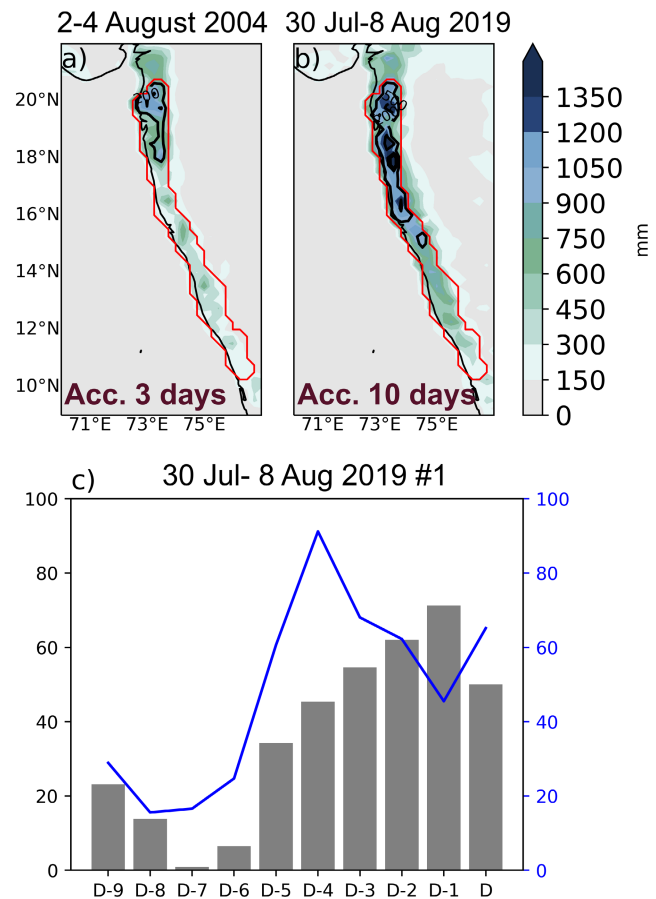 2-4 August 2004
30 Jul-8 Aug 2019
a)
b)
20°N
18°N
16°N
14°N
12°N
10°N
200
Acc. 3 days
Acc. 10 days
71°E
73°E
75°E
71°E
73°E
75°E
1350
1200
1050
900
750
600
450
300
150
0
mm
c)
30 Jul- 8 Aug 2019 #1
100
80
60
40
20
0
100
80
60
40
20
0
D-9
D-8
D-7
D-6
D-5
D-4
D-3
D-2
D-1
D